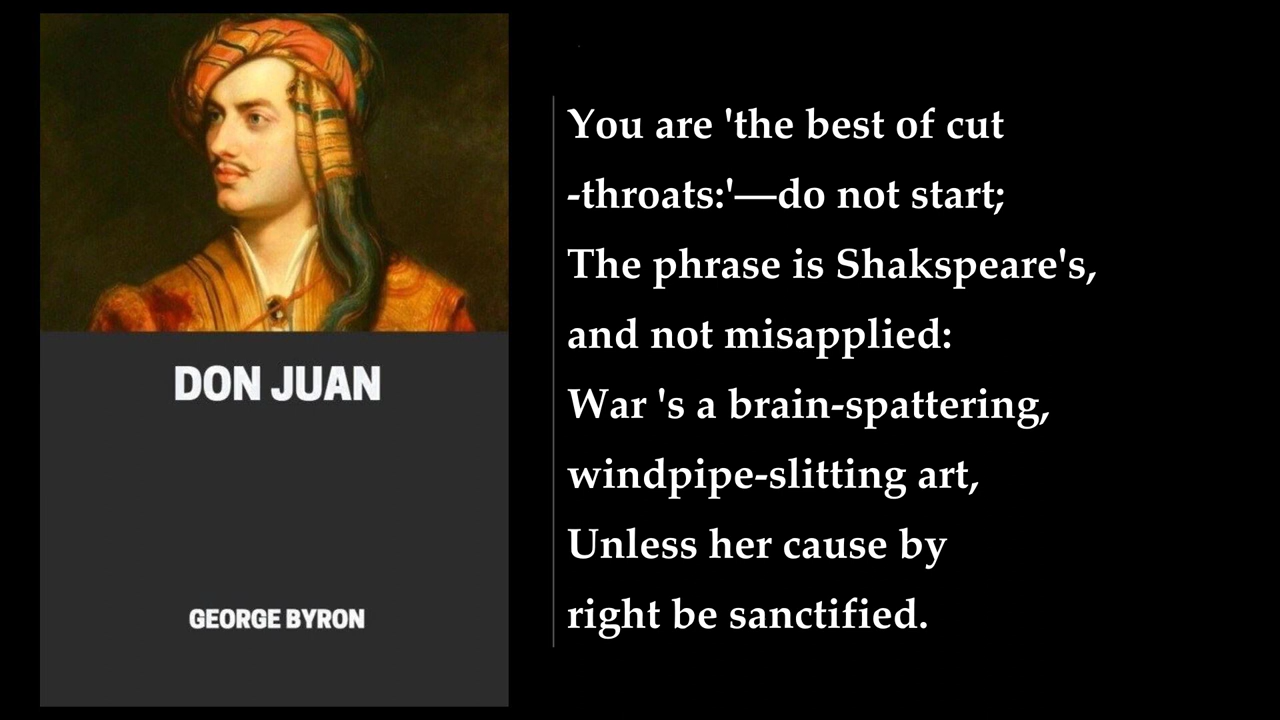 DON JUAN
GEORGE BYRON
You are 'the best of cut
-throats:'—do not start;
The phrase is Shakspeare's,
and not misapplied:
War 's a brain-spattering,
windpipe-slitting art,
Unless her cause by
right be sanctified.